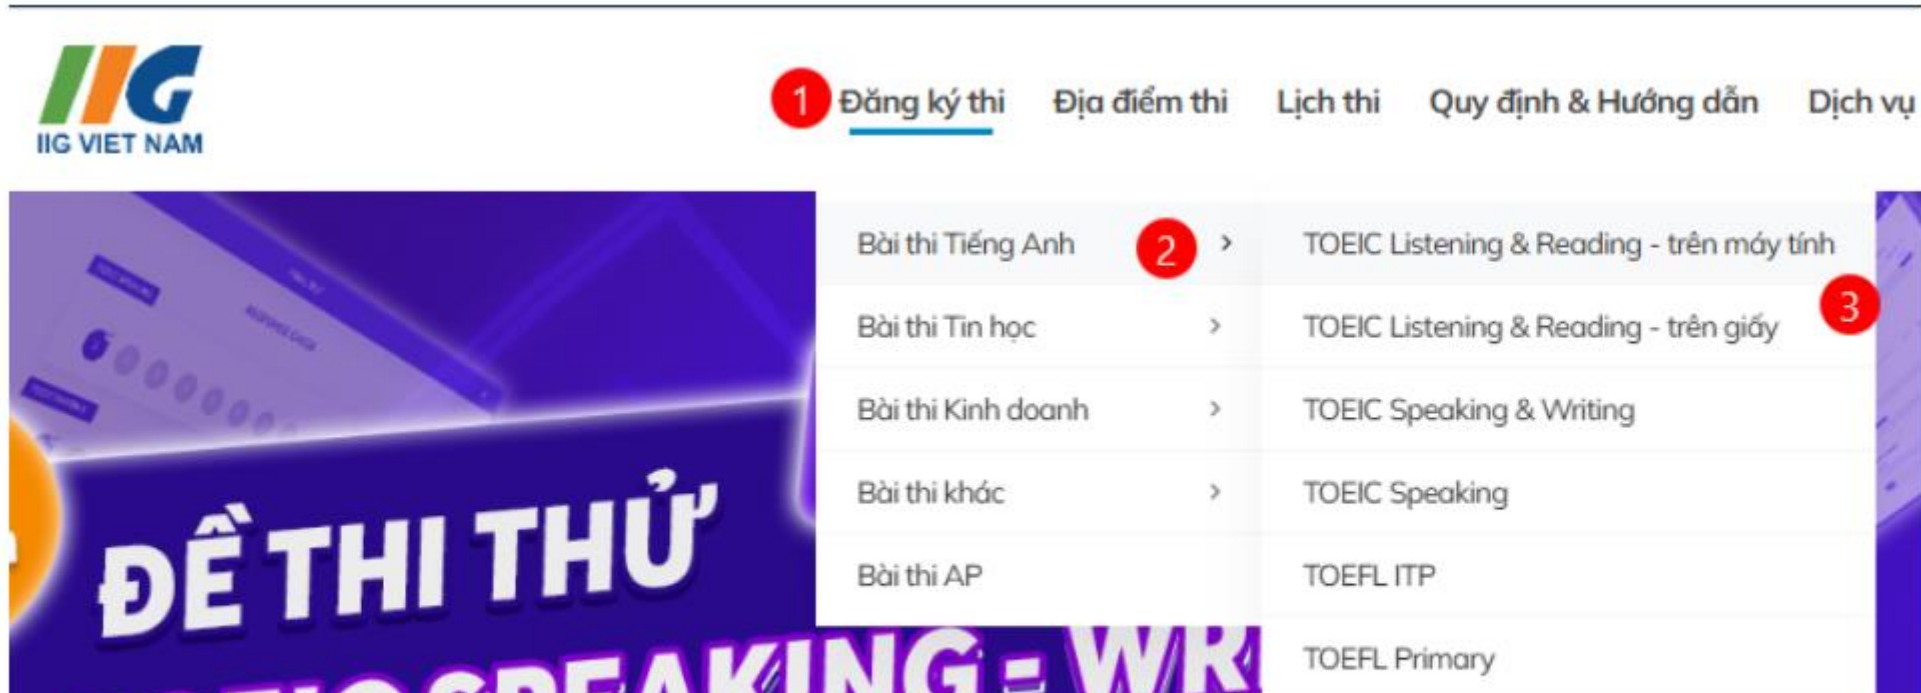 IIG VIET NAM
1 Đăng ký thi Địa điểm thi Lịch thi Quy định & Hướng dẫn Dịch vụ
Bài thi Tiếng Anh 2 >
Bài thi Tin học >
Bài thi Kinh doanh >
Bài thi khác >
Bài thi AP
TOEIC Listening & Reading - trên máy tính
3
TOEIC Listening & Reading - trên giấy
TOEIC Speaking & Writing
TOEIC Speaking
TOEFL ITP
TOEFL Primary
ĐỀ THI THỬ
SPEAKING - WRI